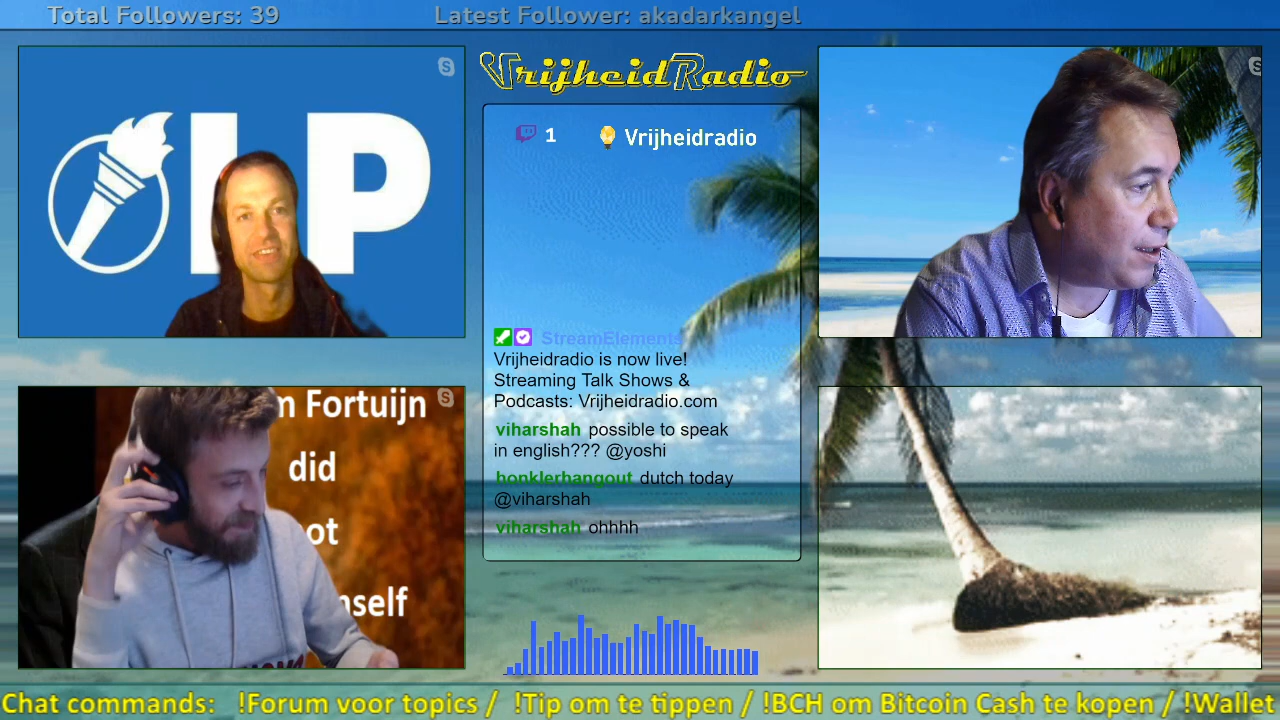 Total Followers: 39
Latest Follower: akadarkangel
VrijheidRadio
LP
1
Vrijheidradio
StreamElements
Vrijheidradio is now live!
Streaming Talk Shows &
Podcasts: Vrijheidradio.com
viharshah possible to speak
in english??? @yoshi
honklerhangout dutch today
@viharshah
viharshah ohhhh
Fortuijn
did
Chat commands: !Forum voor topics / !Tip om te tippen / !BCH om Bitcoin Cash te kopen / !Wallet